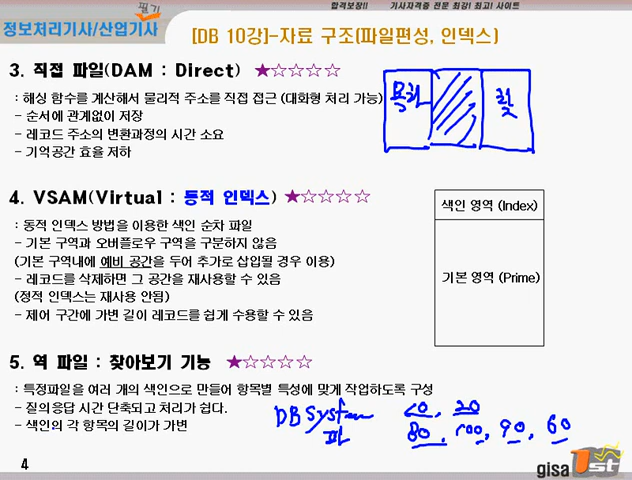 합격보장!! 기사자격증 전문 최강! 최고! 사이트
필기
정보처리기사/산업기사
[DB 10강]-자료 구조(파일편성, 인덱스)
3. 직접 파일(DAM : Direct) ★☆☆☆☆
: 해싱 함수를 계산해서 물리적 주소를 직접 접근 (대화형 처리 가능)
- 순서에 관계없이 저장
- 레코드 주소의 변환과정의 시간 소요
- 기억공간 효율 저하
4. VSAM(Virtual : 동적 인덱스) ★☆☆☆☆
: 동적 인덱스 방법을 이용한 색인 순차 파일
- 기본 구역과 오버플로우 구역을 구분하지 않음
(기본 구역내에 예비 공간을 두어 추가로 삽입될 경우 이용)
- 레코드를 삭제하면 그 공간을 재사용할 수 있음
(정적 인덱스는 재사용 안됨)
- 제어 구간에 가변 길이 레코드를 쉽게 수용할 수 있음
색인 영역 (Index)
기본 영역 (Prime)
5. 역 파일 : 찾아보기 기능 ★☆☆☆☆
: 특정파일을 여러 개의 색인으로 만들어 항목별 특성에 맞게 작업하도록 구성
- 질의응답 시간 단축되고 처리가 쉽다.
- 색인의 각 항목의 길이가 가변
DB System
80, 100, 90, 60
4
gisa 1st